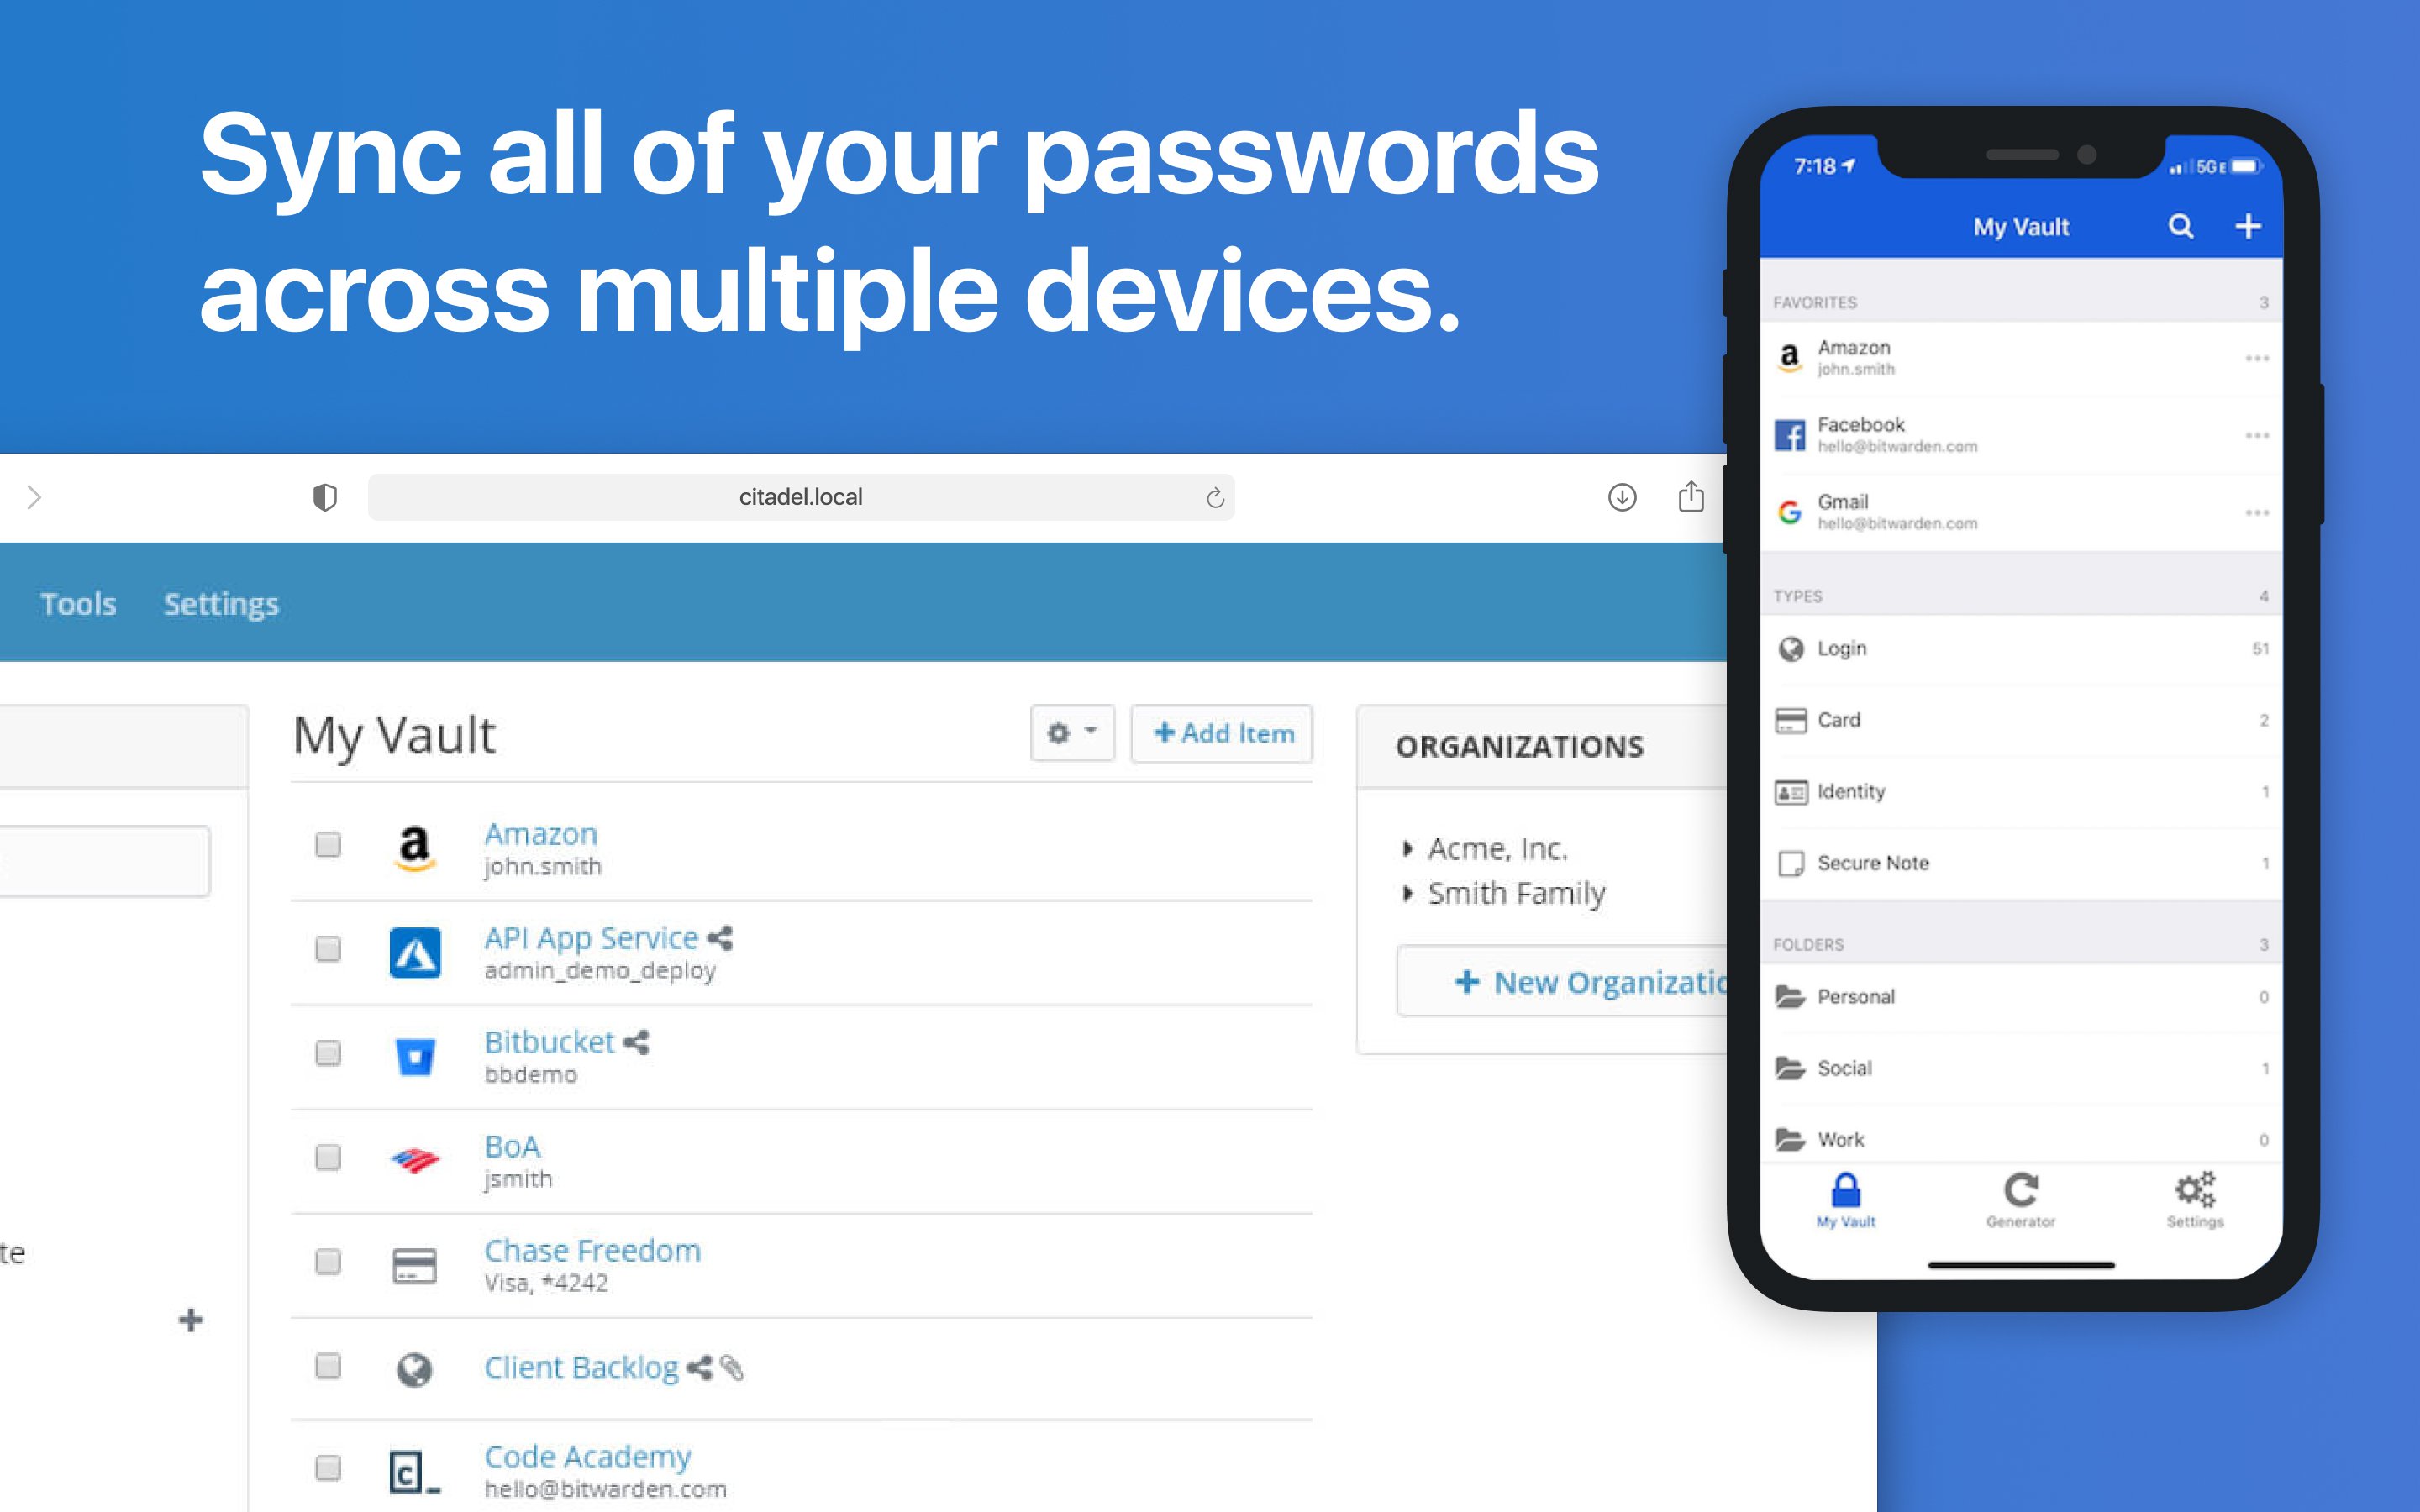 Sync all of your passwords
across multiple devices.
citadel.local
Tools Settings
My Vault
Add Item
Amazon
john.smith
API App Service
admin_demo_deploy
Bitbucket
bbdemo
BoA
jsmith
Chase Freedom
Visa, *4242
Client Backlog
Code Academy
hello@bitwarden.com
te
ORGANIZATIONS
Acme, Inc.
Smith Family
New Organizatio
7:18
5GE
My Vault
FAVORITES 3
Amazon
john.smith
Facebook
hello@bitwarden.com
Gmail
hello@bitwarden.com
TYPES 4
Login 51
Card 2
Identity 1
Secure Note 1
FOLDERS 3
Personal 0
Social 1
Work 0
My Vault Generator Settings